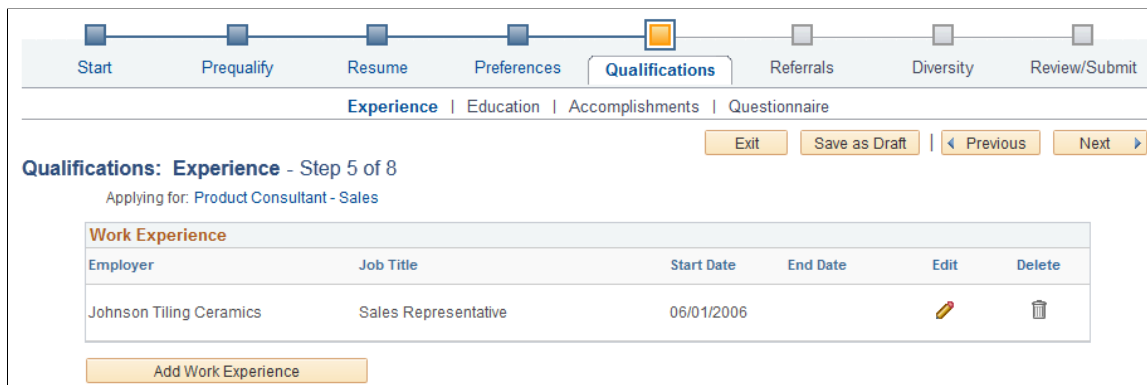 Start Prequalify Resume Preferences Qualifications Referrals Diversity Review/Submit
Experience | Education | Accomplishments | Questionnaire
Exit Save as Draft | Previous Next
Qualifications: Experience - Step 5 of 8
Applying for: Product Consultant - Sales
Work Experience
Employer Job Title Start Date End Date Edit Delete
Johnson Tiling Ceramics Sales Representative 06/01/2006
Add Work Experience